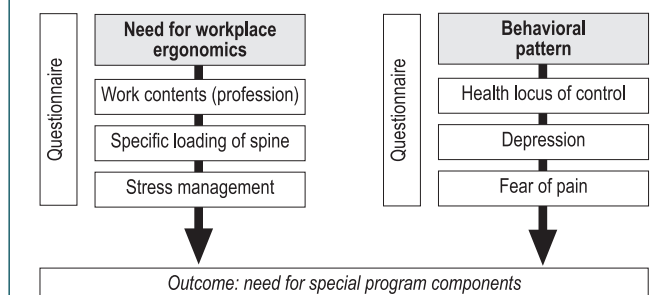 Questionnaire
Need for workplace
ergonomics
Work contents (profession)
Specific loading of spine
Stress management
Questionnaire
Behavioral
pattern
Health locus of control
Depression
Fear of pain
Outcome: need for special program components